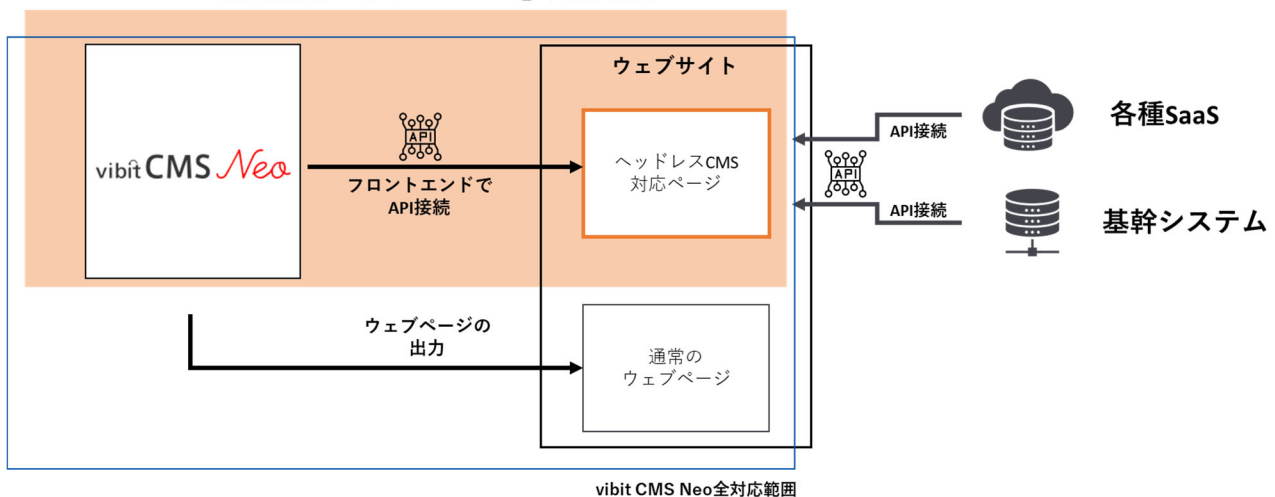 ウェブサイト
各種SaaS
API接続
API
vibit CMS Neo
フロントエンドで
API接続
ヘッドレスCMS
対応ページ
API
API接続
基幹システム
ウェブページの
出力
通常の
ウェブページ
vibit CMS Neo全対応範囲